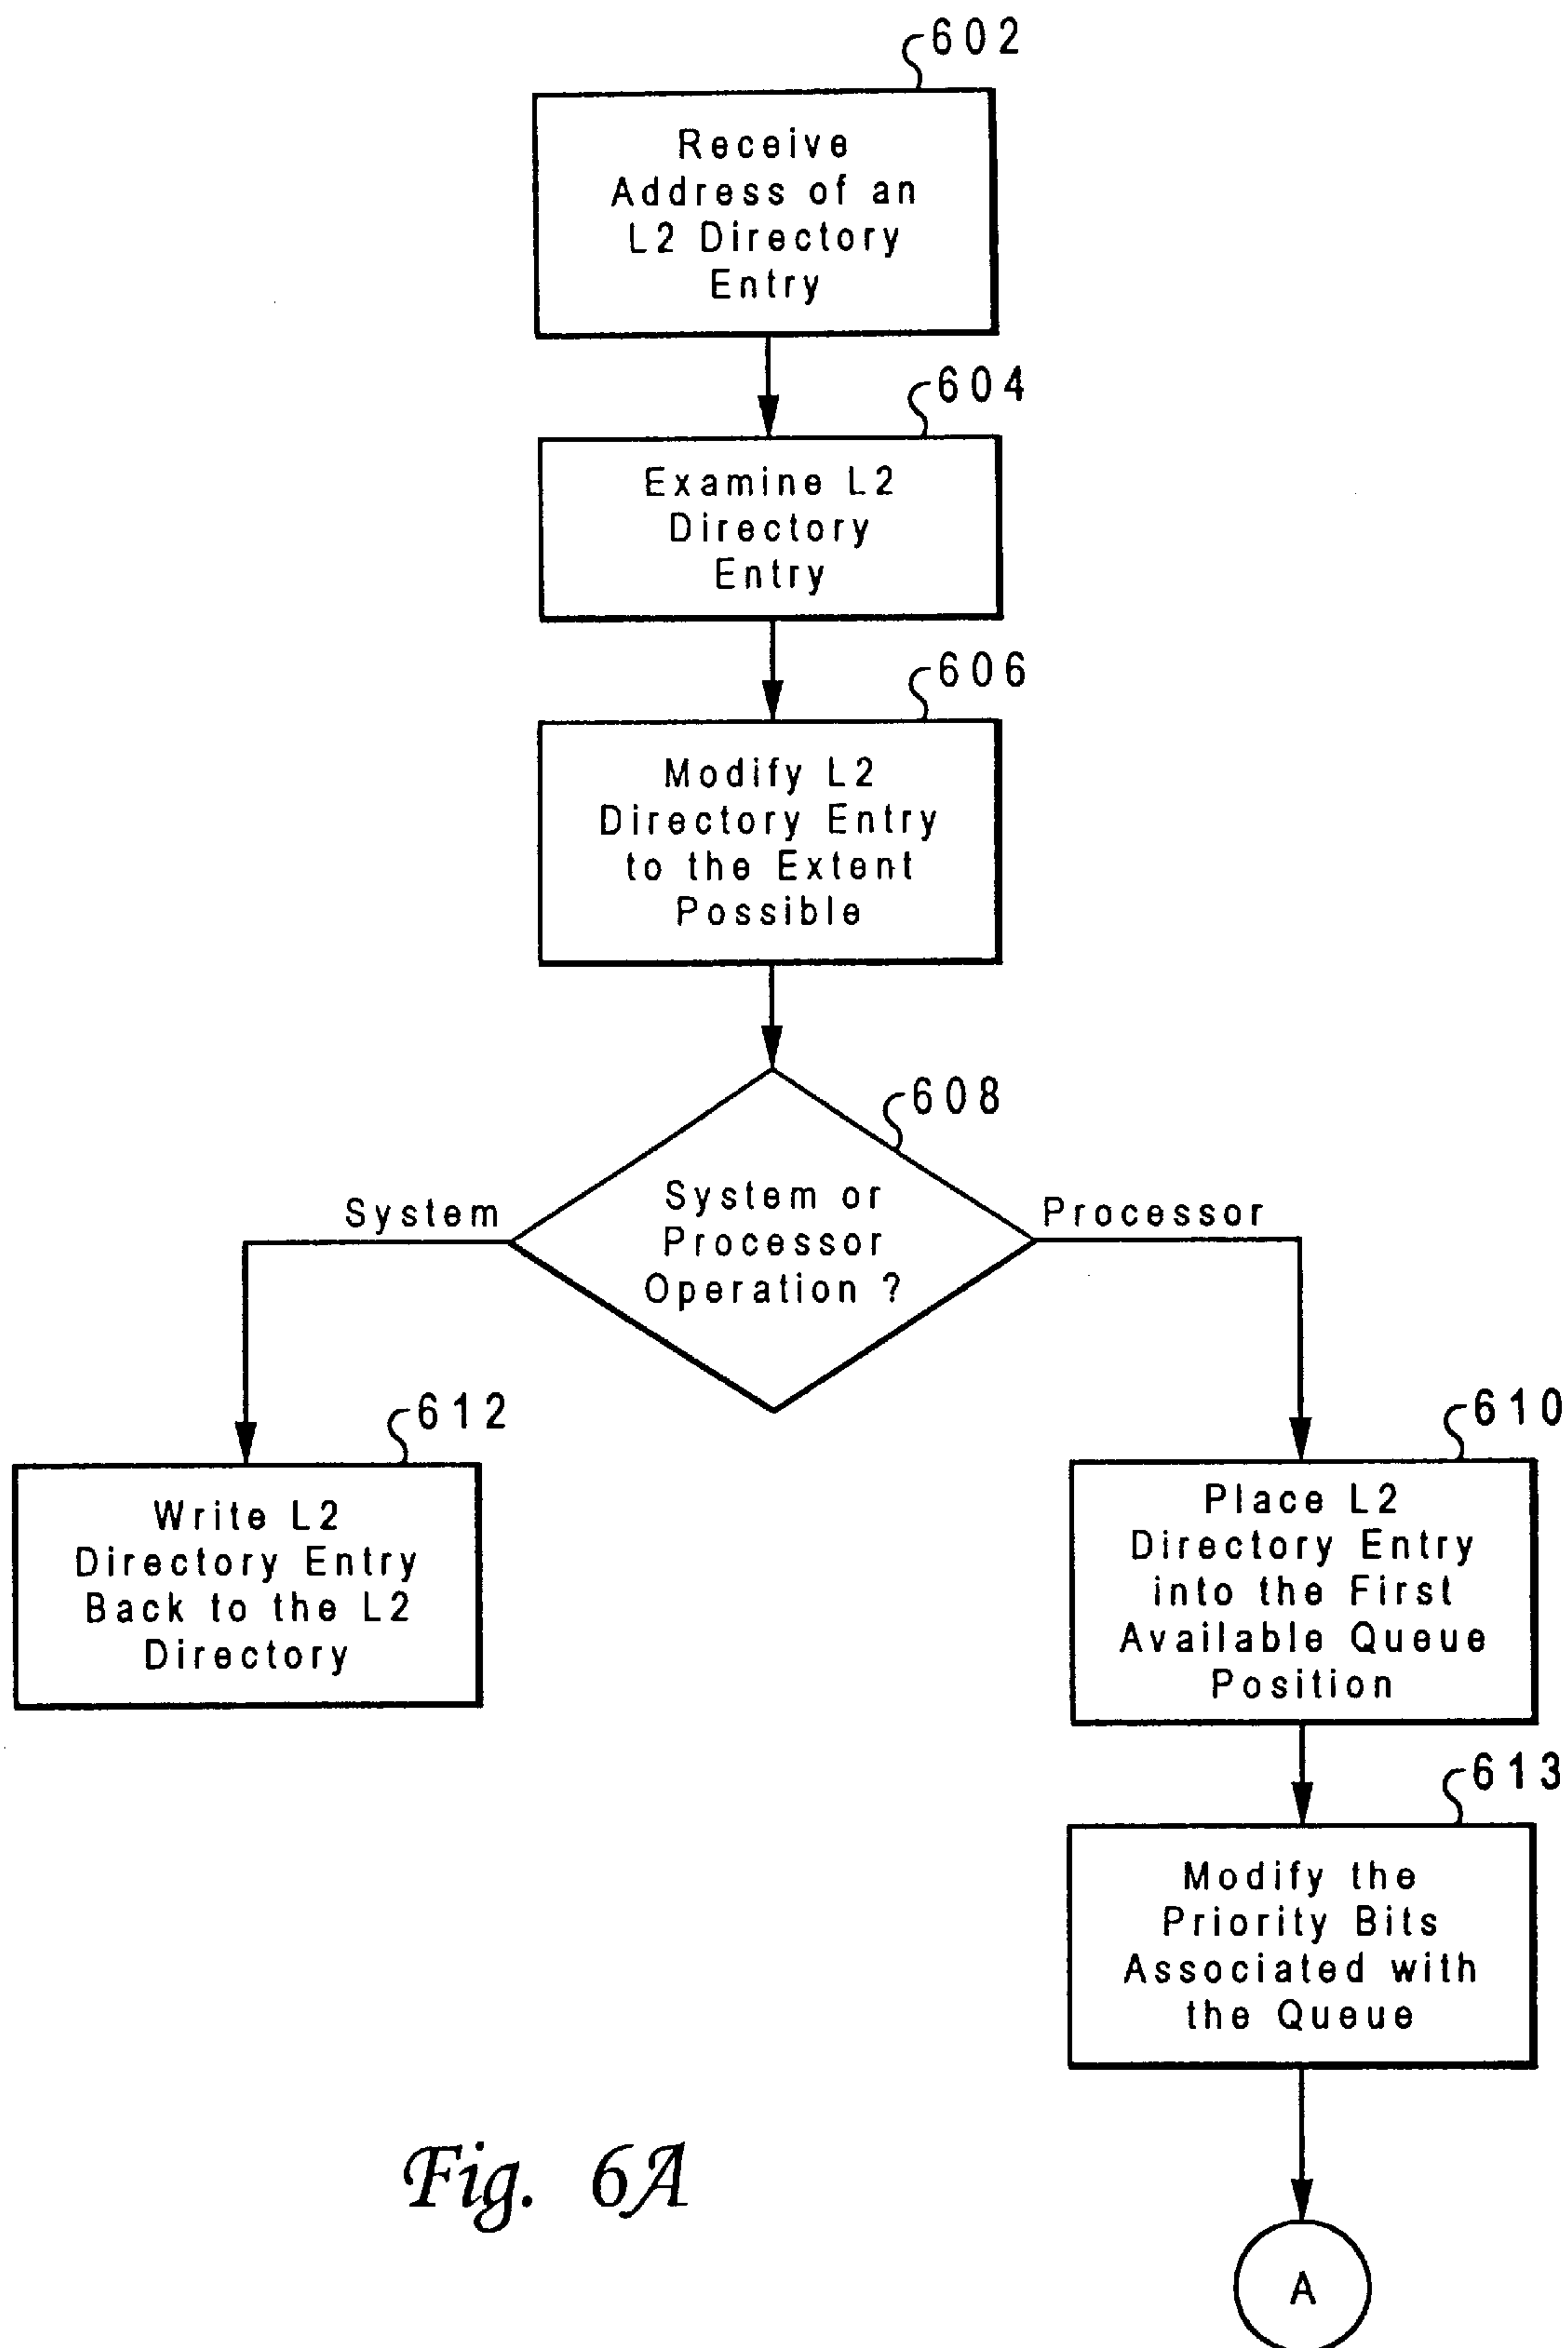 602
Receive
Address of an
L2 Directory
Entry
604
Examine L2
Directory
Entry
606
Modify L2
Directory Entry
to the Extent
Possible
608
System or
Processor
Operation ?
System
Processor
612
Write L2
Directory Entry
Back to the L2
Directory
610
Place L2
Directory Entry
into the First
Available Queue
Position
613
Modify the
Priority Bits
Associated with
the Queue
A
Fig. 6A